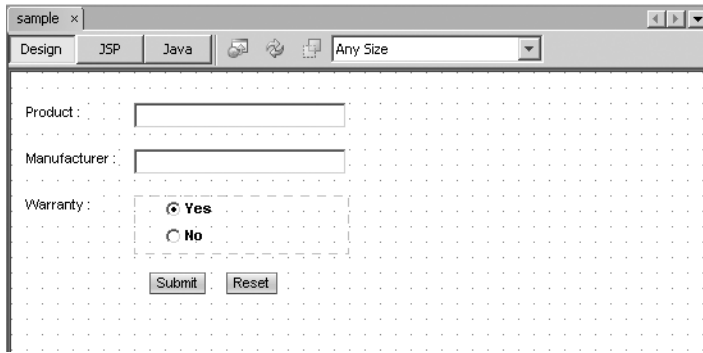 sample ×
Design JSP Java Any Size
Product :
Manufacturer :
Warranty : Yes
No
Submit Reset